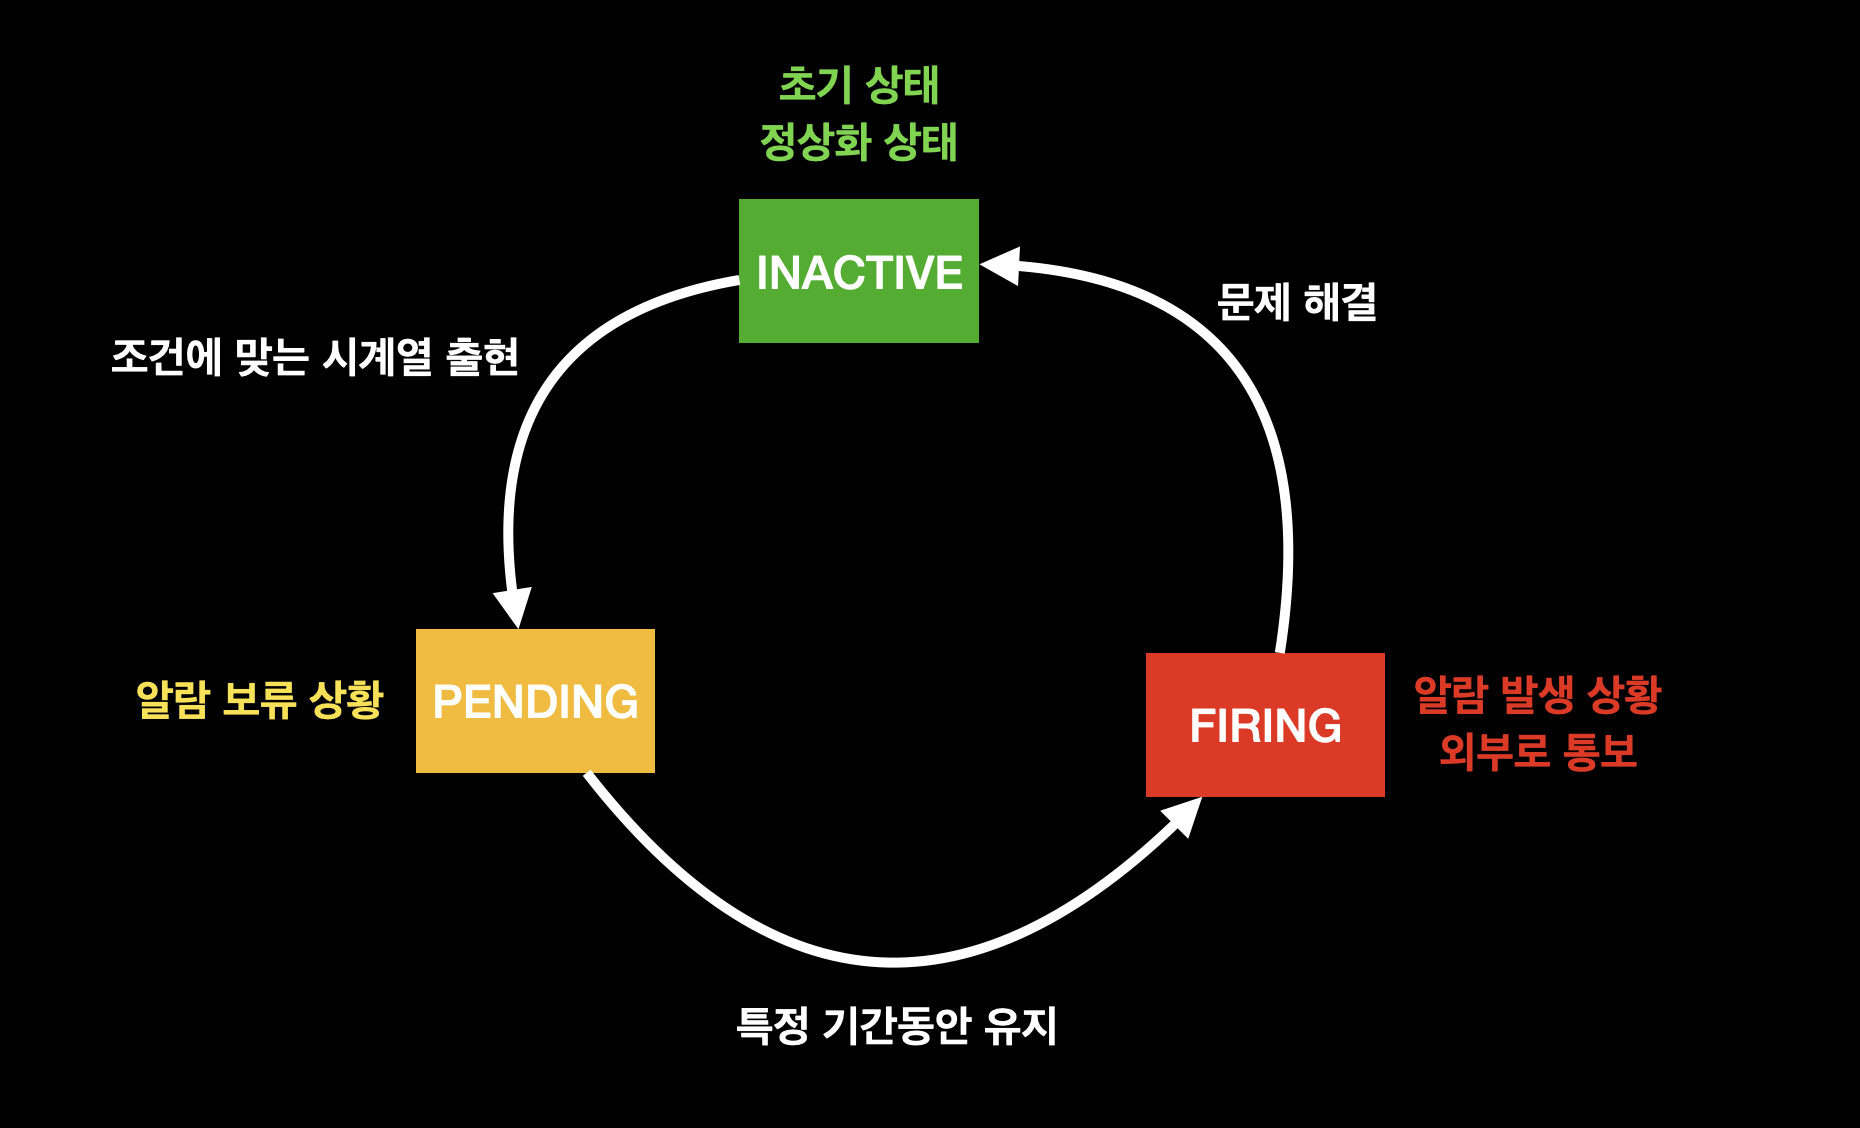 초기 상태
정상화 상태
INACTIVE
문제 해결
조건에 맞는 시계열 출현
알람 보류 상황
PENDING
FIRING
알람 발생 상황
외부로 통보
특정 기간동안 유지